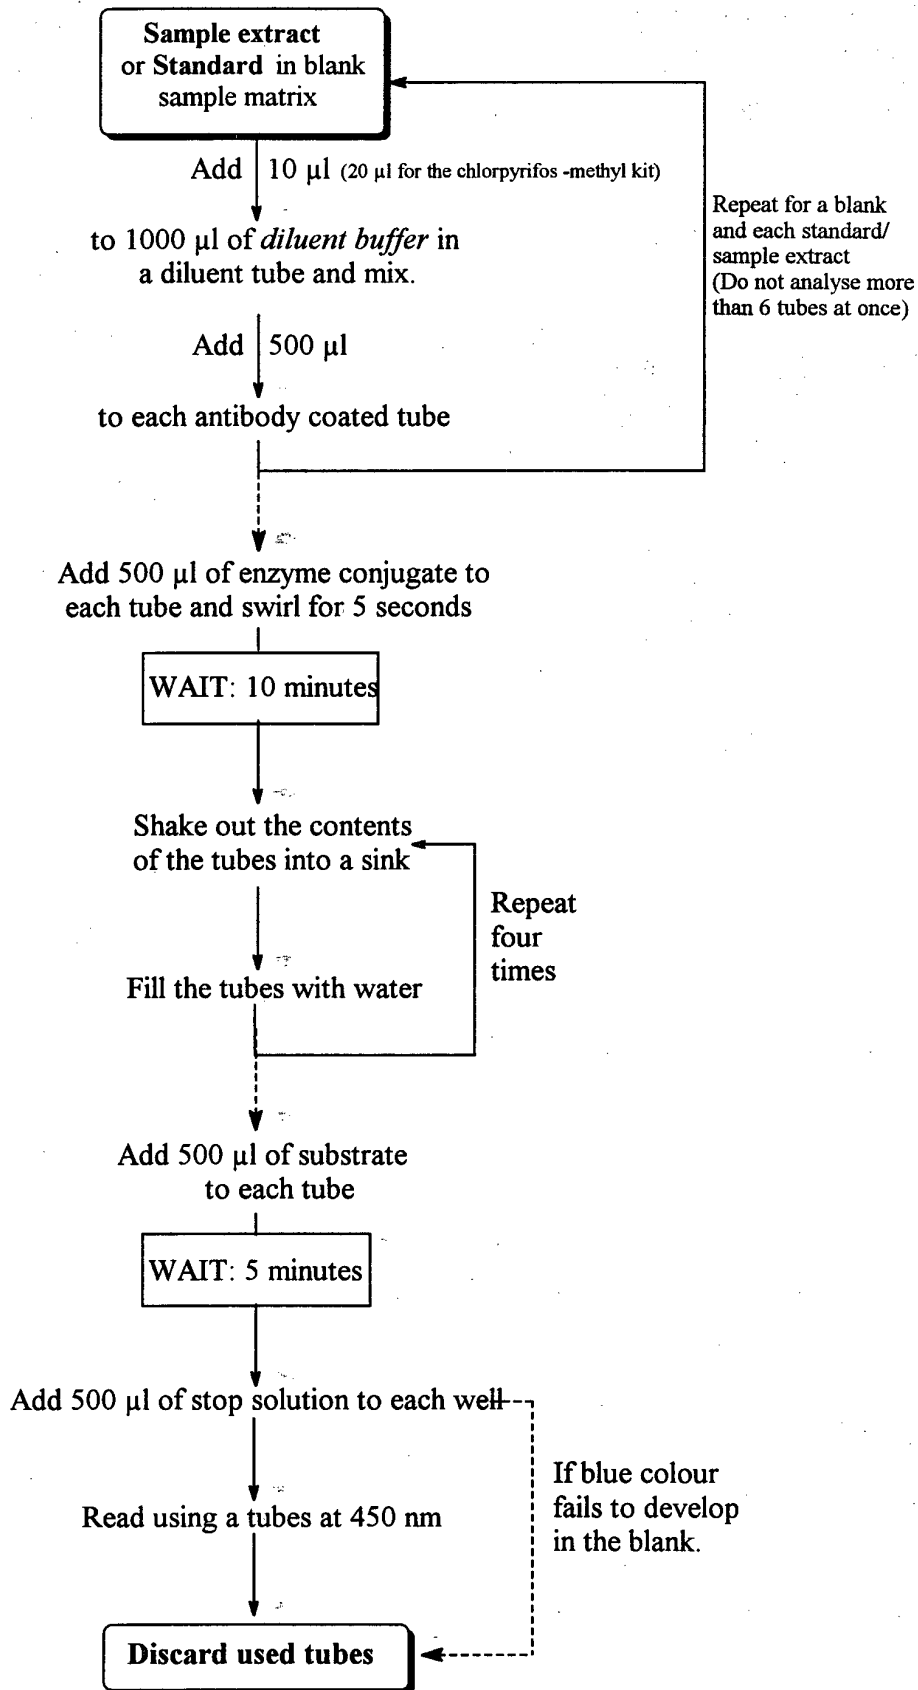 Sample extract
or Standard in blank
sample matrix
Add 10 µl (20 µl for the chlorpyrifos -methyl kit)
to 1000 µl of diluent buffer in
a diluent tube and mix.
Repeat for a blank
and each standard/
sample extract
(Do not analyse more
than 6 tubes at once)
Add 500 µl
to each antibody coated tube
Add 500 µl of enzyme conjugate to
each tube and swirl for 5 seconds
WAIT: 10 minutes
Shake out the contents
of the tubes into a sink
Repeat
four
times
Fill the tubes with water
Add 500 µl of substrate
to each tube
WAIT: 5 minutes
Add 500 µl of stop solution to each well
If blue colour
fails to develop
in the blank.
Read using a tubes at 450 nm
Discard used tubes